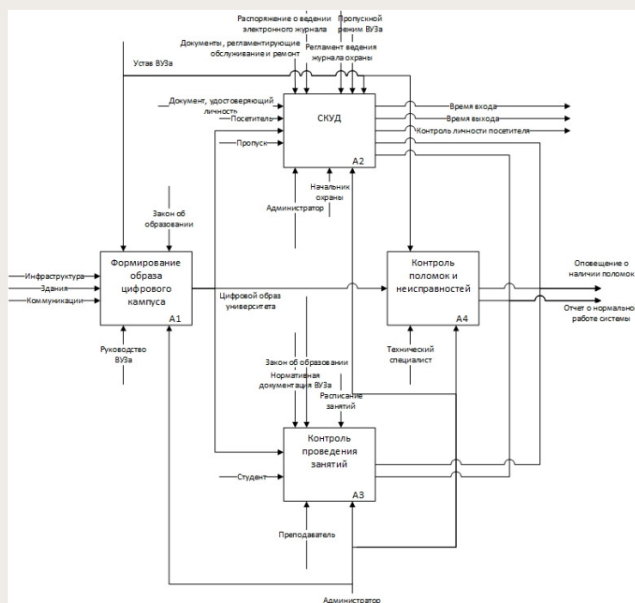 Распоряжение о ведении
электронного журнала
Пропускной
режим ВУЗа
Документы, регламентирующие
обслуживание и ремонт
Регламент ведения
журнала охраны
Устав ВУЗа
Документ, удостоверяющий
личность
Посетитель
Пропуск
СКУД
A2
Время входа
Время выхода
Контроль личности посетителя
Администратор
Начальник
охраны
Закон об
образовании
Инфраструктура
Здания
Коммуникации
Формирование
образа
цифрового
кампуса
A1
Руководство
ВУЗа
Цифровой образ
университета
Контроль
поломок и
неисправностей
A4
Оповещение о
наличии поломок
Отчет о нормально
работе системы
Технический
специалист
Закон об образовании
Нормативная
документация ВУЗа
Расписание
занятий
Контроль
проведения
занятий
A3
Студент
Преподаватель
Администратор